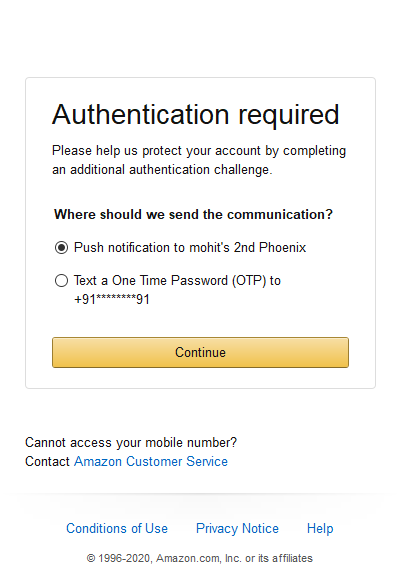 Authentication required
Please help us protect your account by completing
an additional authentication challenge.
Where should we send the communication?
Push notification to mohit's 2nd Phoenix
Text a One Time Password (OTP) to
+91********91
Continue
Cannot access your mobile number?
Contact Amazon Customer Service
Conditions of Use Privacy Notice Help
© 1996-2020, Amazon.com, Inc. or its affiliates